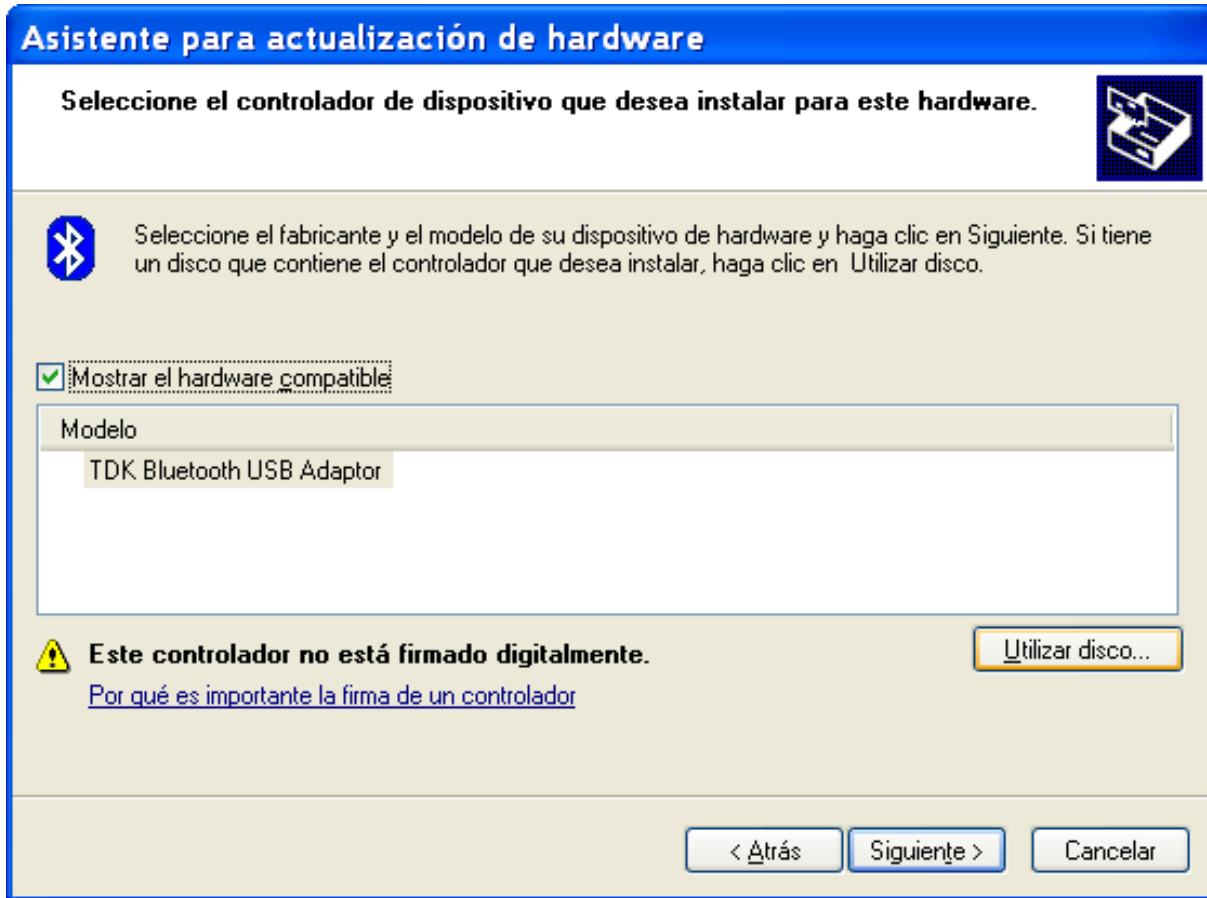 Asistente para actualización de hardware
Seleccione el controlador de dispositivo que desea instalar para este hardware.
Seleccione el fabricante y el modelo de su dispositivo de hardware y haga clic en Siguiente. Si tiene
un disco que contiene el controlador que desea instalar, haga clic en Utilizar disco.
Mostrar el hardware compatible
Modelo
TDK Bluetooth USB Adaptor
Este controlador no está firmado digitalmente.
Utilizar disco...
Por qué es importante la firma de un controlador
< Atrás
Siguiente >
Cancelar